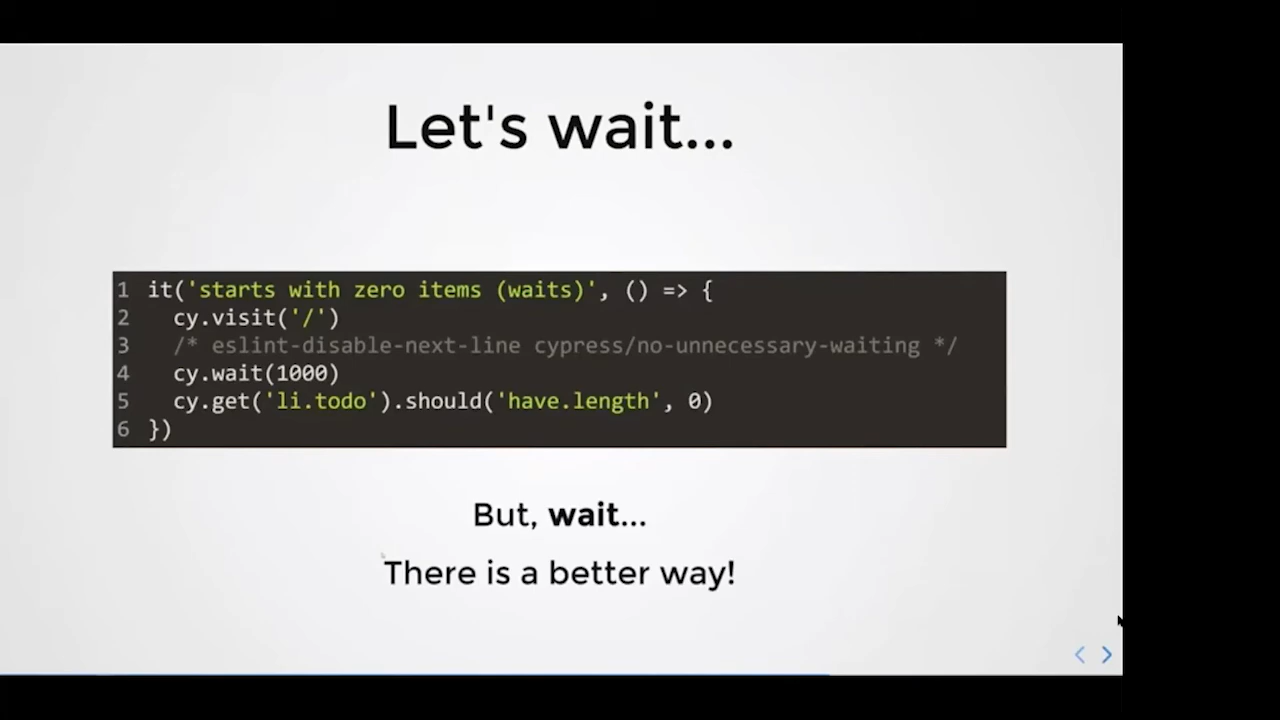 Let's wait...
1 it('starts with zero items (waits)', () => {
2   cy.visit('/')
3   /* eslint-disable-next-line cypress/no-unnecessary-waiting */
4   cy.wait(1000)
5   cy.get('li.todo').should('have.length', 0)
6 })
But, wait...
There is a better way!